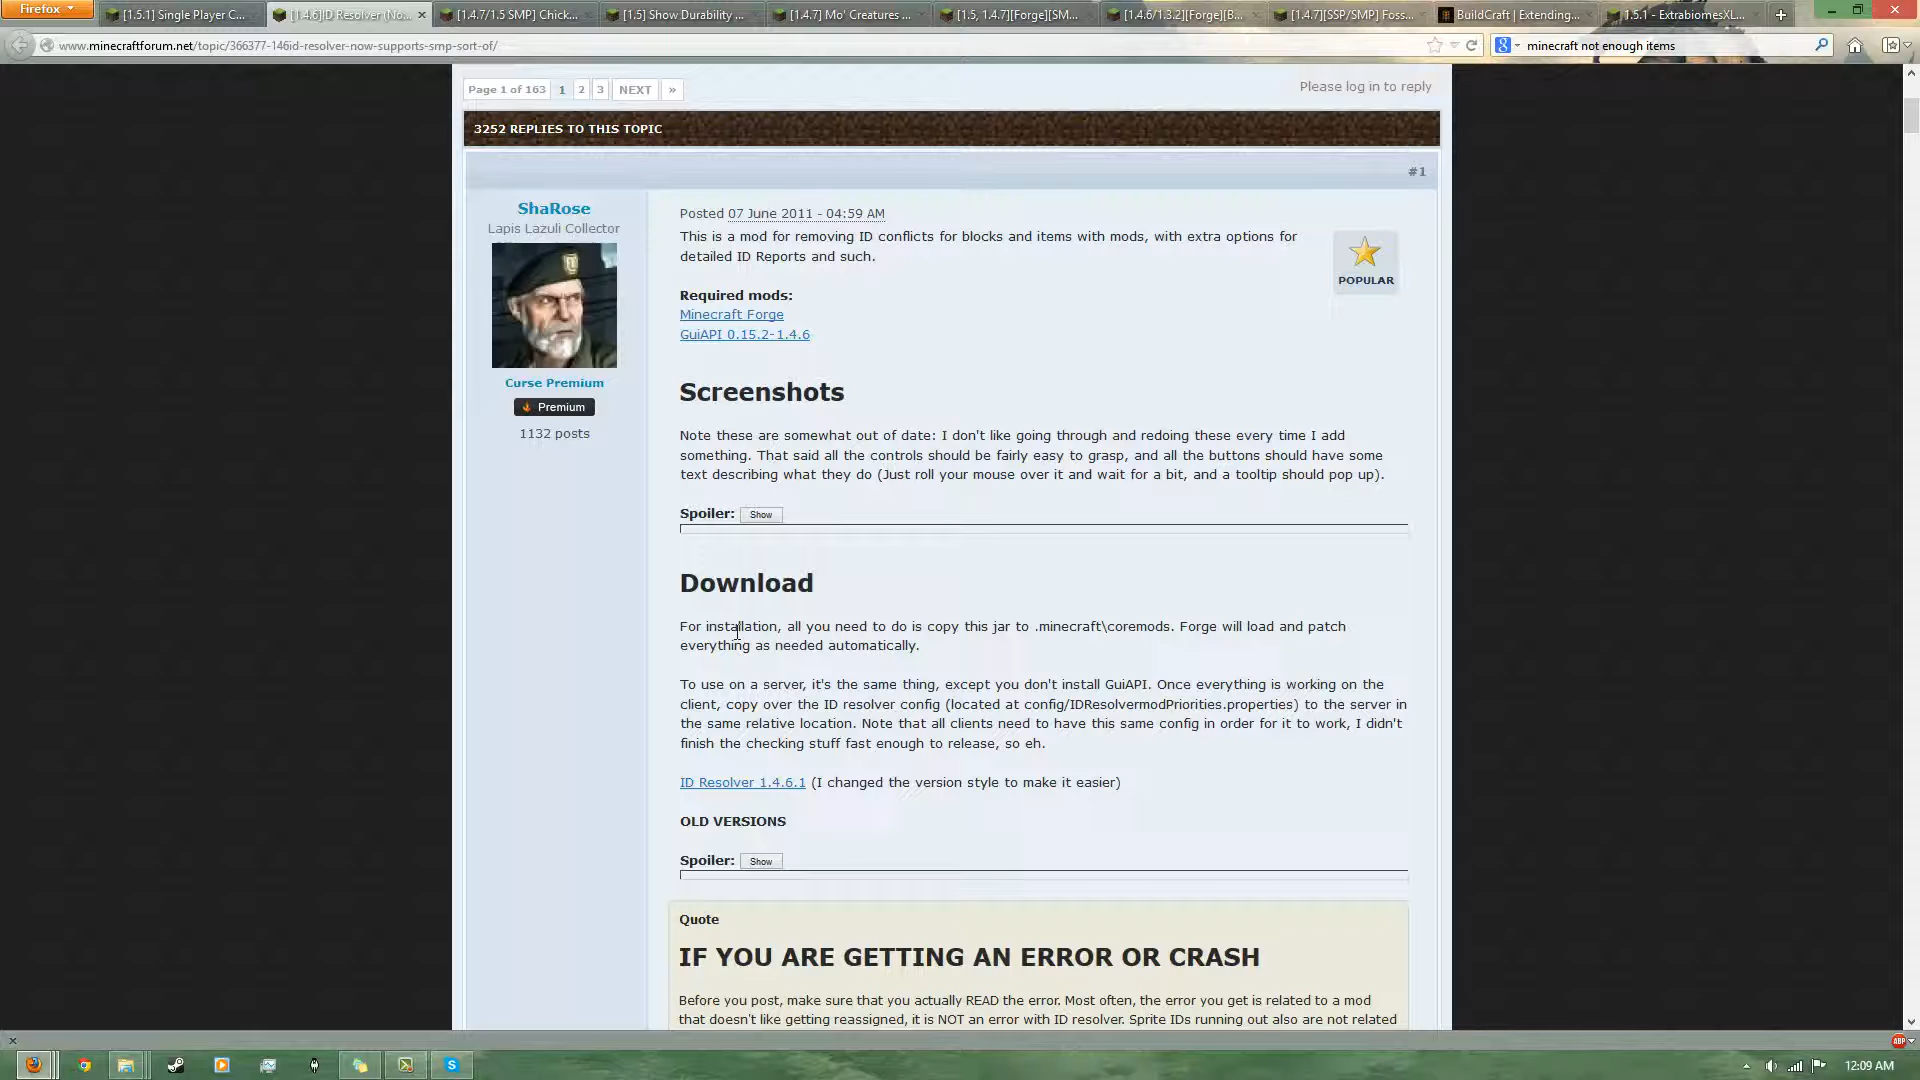 Firefox
[1.5.1] Single Player C...
[1.4.6]ID Resolver (No...
[1.4.7/1.5 SMP] Chick...
[1.5] Show Durability ...
[1.4.7] Mo' Creatures ...
[1.5, 1.4.7][Forge][SM...
[1.4.6/1.3.2][Forge][B...
[1.4.7][SSP/SMP] Foss...
BuildCraft | Extending...
1.5.1 - ExtrabiomesXL...
www.minecraftforum.net/topic/366377-146id-resolver-now-supports-smp-sort-of/
minecraft not enough items
Page 1 of 163 1 2 3 NEXT »
Please log in to reply
3252 REPLIES TO THIS TOPIC
#1
ShaRose
Lapis Lazuli Collector
Curse Premium
Premium
1132 posts
Posted 07 June 2011 - 04:59 AM
This is a mod for removing ID conflicts for blocks and items with mods, with extra options for
detailed ID Reports and such.
POPULAR
Required mods:
Minecraft Forge
GuiAPI 0.15.2-1.4.6
Screenshots
Note these are somewhat out of date: I don't like going through and redoing these every time I add
something. That said all the controls should be fairly easy to grasp, and all the buttons should have some
text describing what they do (Just roll your mouse over it and wait for a bit, and a tooltip should pop up).
Spoiler: Show
Download
For installation, all you need to do is copy this jar to .minecraft\coremods. Forge will load and patch
everything as needed automatically.
To use on a server, it's the same thing, except you don't install GuiAPI. Once everything is working on the
client, copy over the ID resolver config (located at config/IDResolvermodPriorities.properties) to the server in
the same relative location. Note that all clients need to have this same config in order for it to work, I didn't
finish the checking stuff fast enough to release, so eh.
ID Resolver 1.4.6.1 (I changed the version style to make it easier)
OLD VERSIONS
Spoiler: Show
Quote
IF YOU ARE GETTING AN ERROR OR CRASH
Before you post, make sure that you actually READ the error. Most often, the error you get is related to a mod
that doesn't like getting reassigned, it is NOT an error with ID resolver. Sprite IDs running out also are not related
ABP
12:09 AM